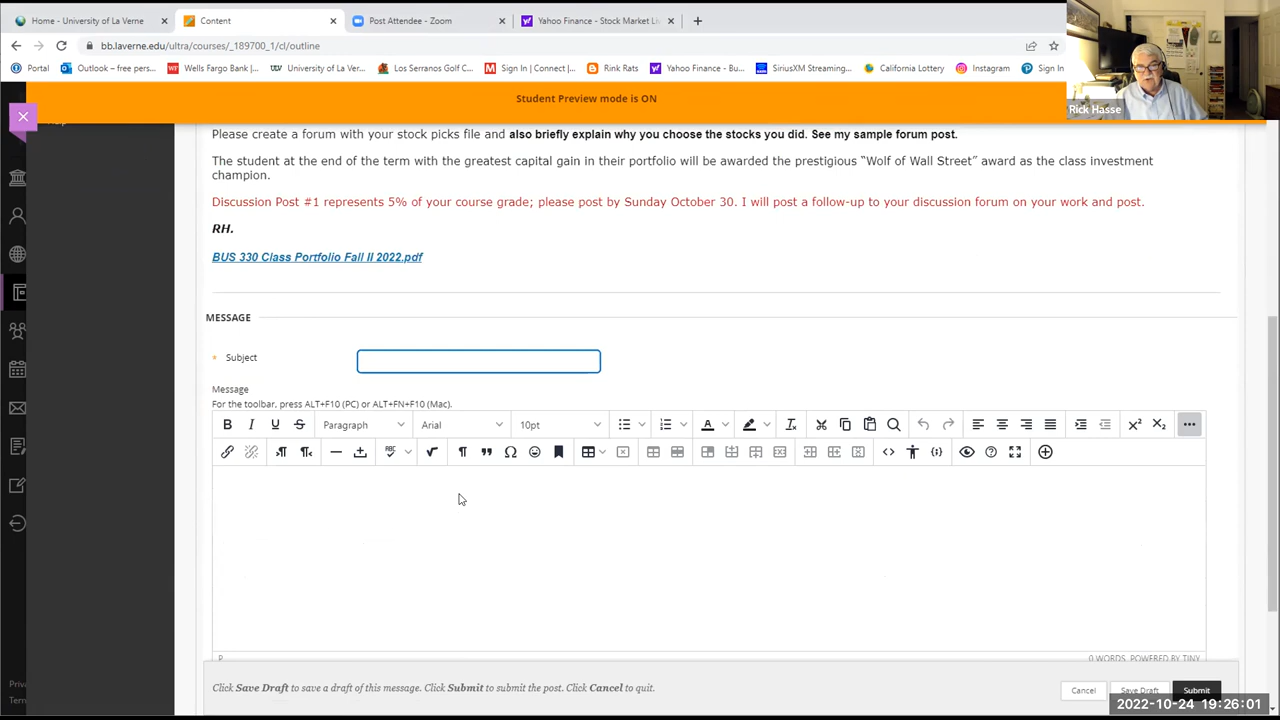 Home - University of La Verne
Content
Post Attendee - Zoom
Yahoo Finance - Stock Market Li
bb.laverne.edu/ultra/courses/_189700_1/cl/outline
Portal
Outlook – free pers...
Wells Fargo Bank |...
University of La Ver...
Los Serranos Golf C...
Sign In | Connect |...
Rink Rats
Yahoo Finance - Bu...
SiriusXM Streaming...
California Lottery
Instagram
Sign In
Rick Hasse
Student Preview mode is ON
Please create a forum with your stock picks file and also briefly explain why you choose the stocks you did. See my sample forum post.
The student at the end of the term with the greatest capital gain in their portfolio will be awarded the prestigious “Wolf of Wall Street” award as the class investment
champion.
Discussion Post #1 represents 5% of your course grade; please post by Sunday October 30. I will post a follow-up to your discussion forum on your work and post.
RH.
BUS 330 Class Portfolio Fall II 2022.pdf
MESSAGE
Subject
Message
For the toolbar, press ALT+F10 (PC) or ALT+FN+F10 (Mac).
Paragraph
Arial
10pt
P
0 WORDS POWERED BY TINY
Click Save Draft to save a draft of this message. Click Submit to submit the post. Click Cancel to quit.
Cancel
Save Draft
Submit
2022-10-24 19:26:01